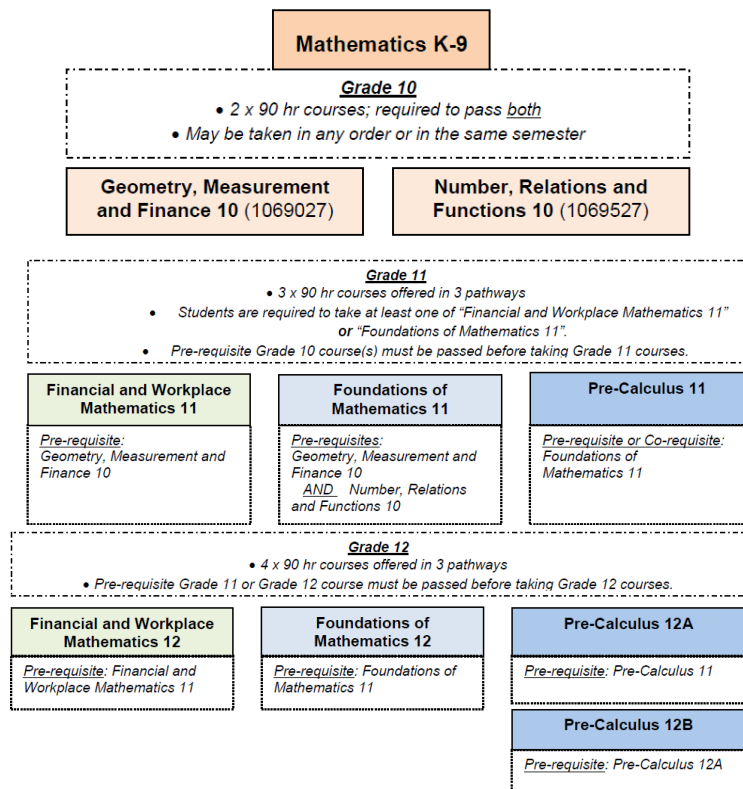 Mathematics K-9
Grade 10
• 2 x 90 hr courses; required to pass both
• May be taken in any order or in the same semester
Geometry, Measurement
and Finance 10 (1069027)
Number, Relations and
Functions 10 (1069527)
Grade 11
• 3 x 90 hr courses offered in 3 pathways
• Students are required to take at least one of “Financial and Workplace Mathematics 11”
or “Foundations of Mathematics 11”.
• Pre-requisite Grade 10 course(s) must be passed before taking Grade 11 courses.
Financial and Workplace
Mathematics 11
Pre-requisite:
Geometry, Measurement and
Finance 10
Foundations of
Mathematics 11
Pre-requisites:
Geometry, Measurement and
Finance 10
AND Number, Relations
and Functions 10
Pre-Calculus 11
Pre-requisite or Co-requisite:
Foundations of
Mathematics 11
Grade 12
• 4 x 90 hr courses offered in 3 pathways
• Pre-requisite Grade 11 or Grade 12 course must be passed before taking Grade 12 courses.
Financial and Workplace
Mathematics 12
Pre-requisite: Financial and
Workplace Mathematics 11
Foundations of
Mathematics 12
Pre-requisite: Foundations of
Mathematics 11
Pre-Calculus 12A
Pre-requisite: Pre-Calculus 11
Pre-Calculus 12B
Pre-requisite: Pre-Calculus 12A